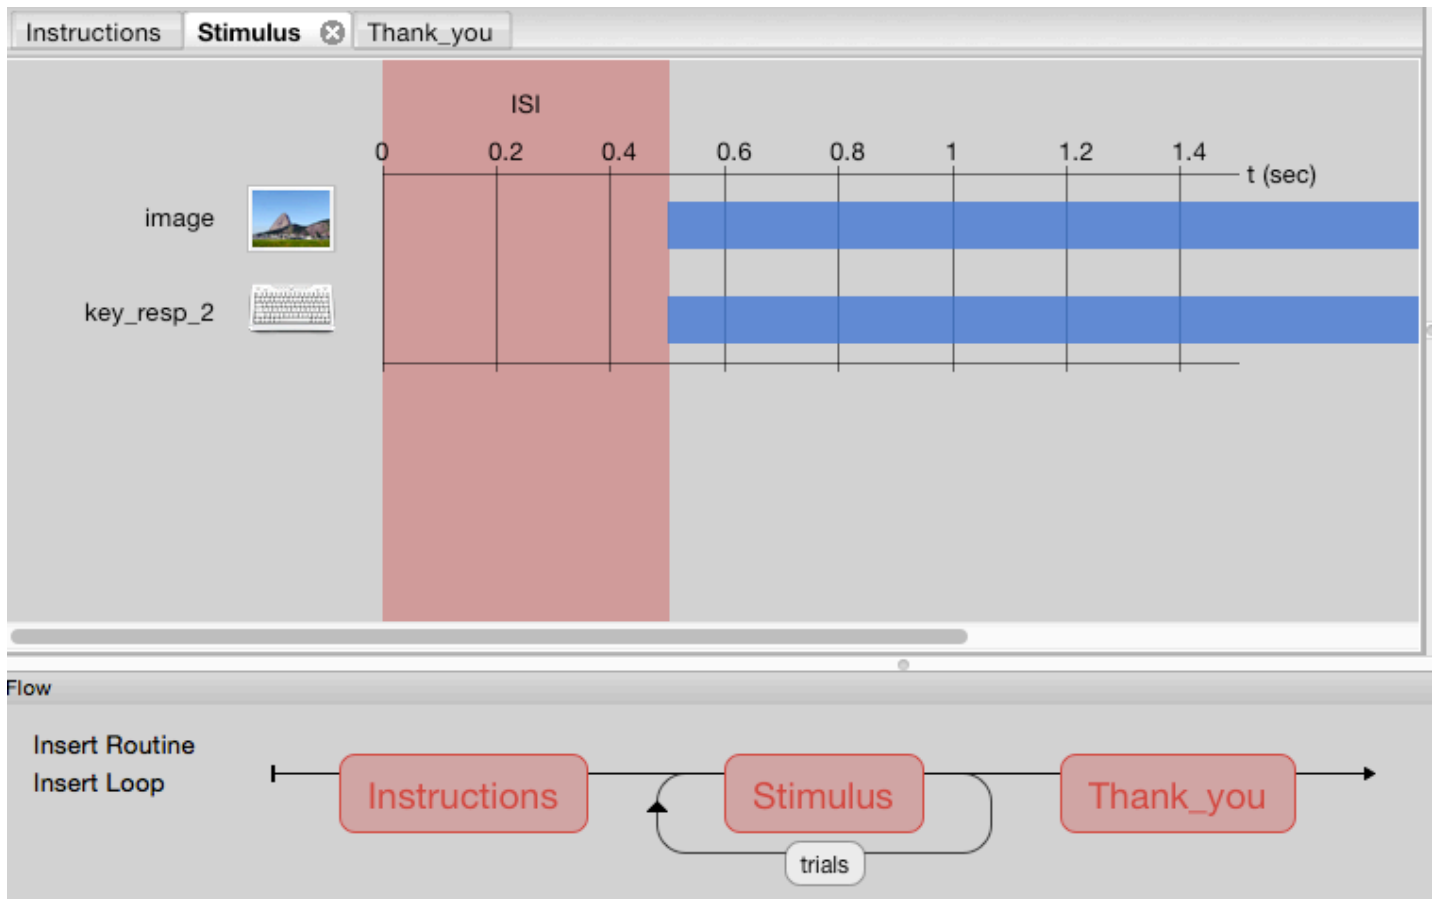 Instructions
Stimulus
Thank_you
ISI
0 0.2 0.4 0.6 0.8 1 1.2 1.4
t (sec)
image
key_resp_2
Flow
Insert Routine
Insert Loop
Instructions
Stimulus
Thank_you
trials